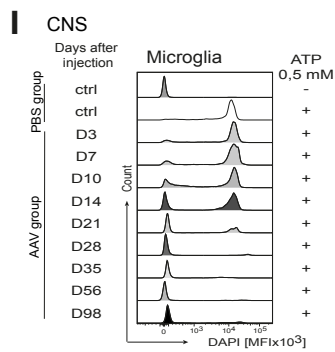 I CNS
Days after injection Microglia ATP 0,5 mM
PBS group
ctrl -
ctrl +
AAV group
D3 +
D7 +
D10 +
D14 +
D21 +
D28 +
D35 +
D56 +
D98 +
Count
0 10³ 10⁴ 10⁵
DAPI [MFIx10³]